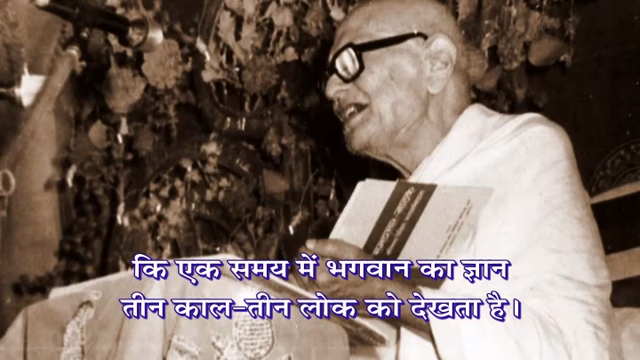 कि एक समय में भगवान का ज्ञान
तीन काल-तीन लोक को देखता है।